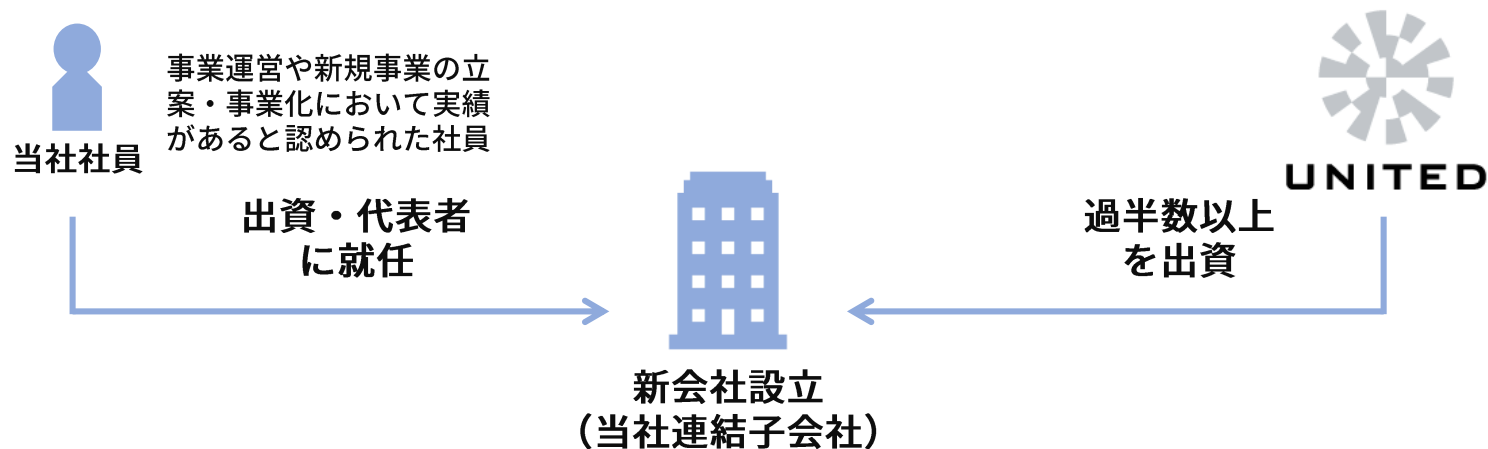 当社社員
事業運営や新規事業の立
案・事業化において実績
があると認められた社員
出資・代表者
に就任
UNITED
過半数以上
を出資
新会社設立
（当社連結子会社）